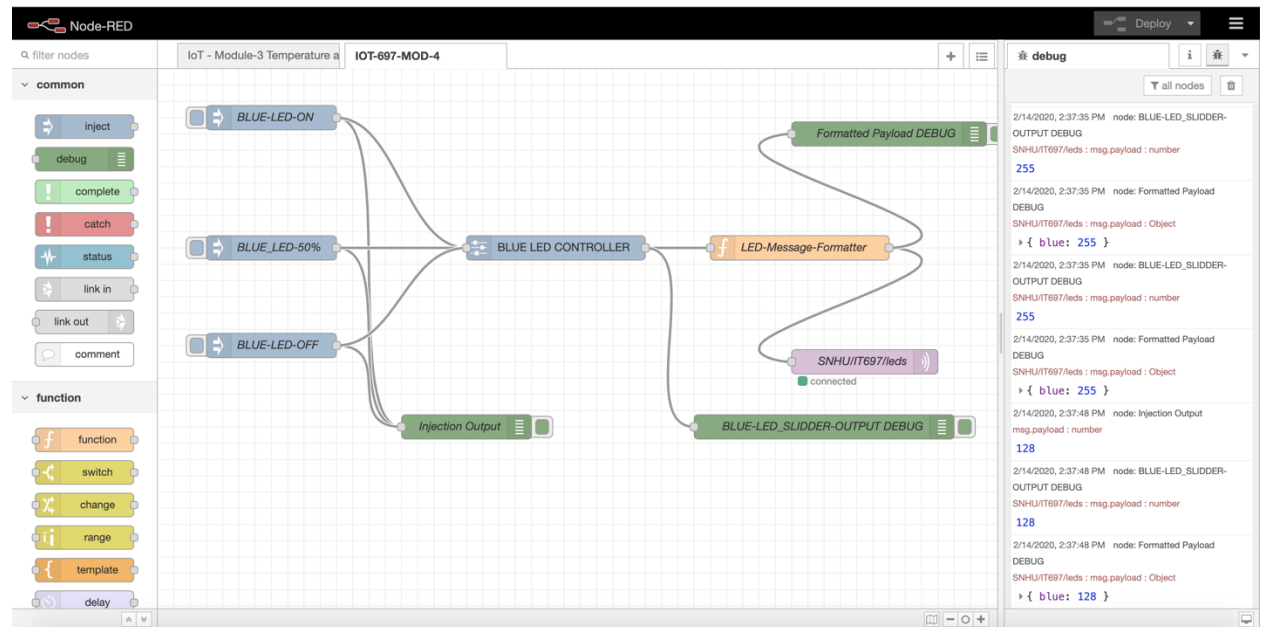 Node-RED
Deploy
filter nodes
common
inject
debug
complete
catch
status
link in
link out
comment
function
function
switch
change
range
template
delay
IoT - Module-3 Temperature a
IOT-697-MOD-4
BLUE-LED-ON
BLUE_LED-50%
BLUE-LED-OFF
BLUE LED CONTROLLER
LED-Message-Formatter
Formatted Payload DEBUG
SNHU/IT697/leds
connected
Injection Output
BLUE-LED_SLIDDER-OUTPUT DEBUG
debug
i
all nodes
2/14/2020, 2:37:35 PM node: BLUE-LED_SLIDDER-
OUTPUT DEBUG
SNHU/IT697/leds : msg.payload : number
255
2/14/2020, 2:37:35 PM node: Formatted Payload
DEBUG
SNHU/IT697/leds : msg.payload : Object
{ blue: 255 }
2/14/2020, 2:37:35 PM node: BLUE-LED_SLIDDER-
OUTPUT DEBUG
SNHU/IT697/leds : msg.payload : number
255
2/14/2020, 2:37:35 PM node: Formatted Payload
DEBUG
SNHU/IT697/leds : msg.payload : Object
{ blue: 255 }
2/14/2020, 2:37:48 PM node: Injection Output
msg.payload : number
128
2/14/2020, 2:37:48 PM node: BLUE-LED_SLIDDER-
OUTPUT DEBUG
SNHU/IT697/leds : msg.payload : number
128
2/14/2020, 2:37:48 PM node: Formatted Payload
DEBUG
SNHU/IT697/leds : msg.payload : Object
{ blue: 128 }